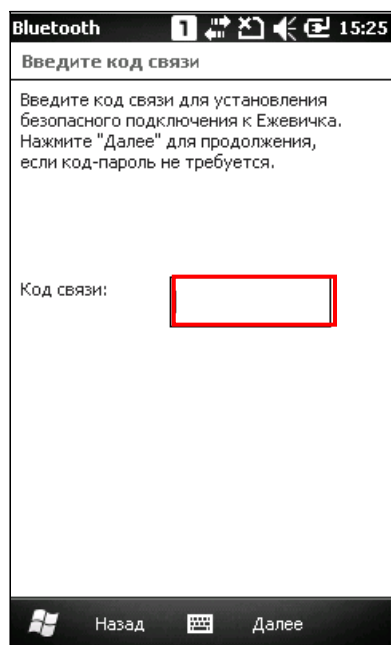 Bluetooth 1 15:25
Введите код связи
Введите код связи для установления
безопасного подключения к Ежевичка.
Нажмите "Далее" для продолжения,
если код-пароль не требуется.
Код связи:
Назад Далее